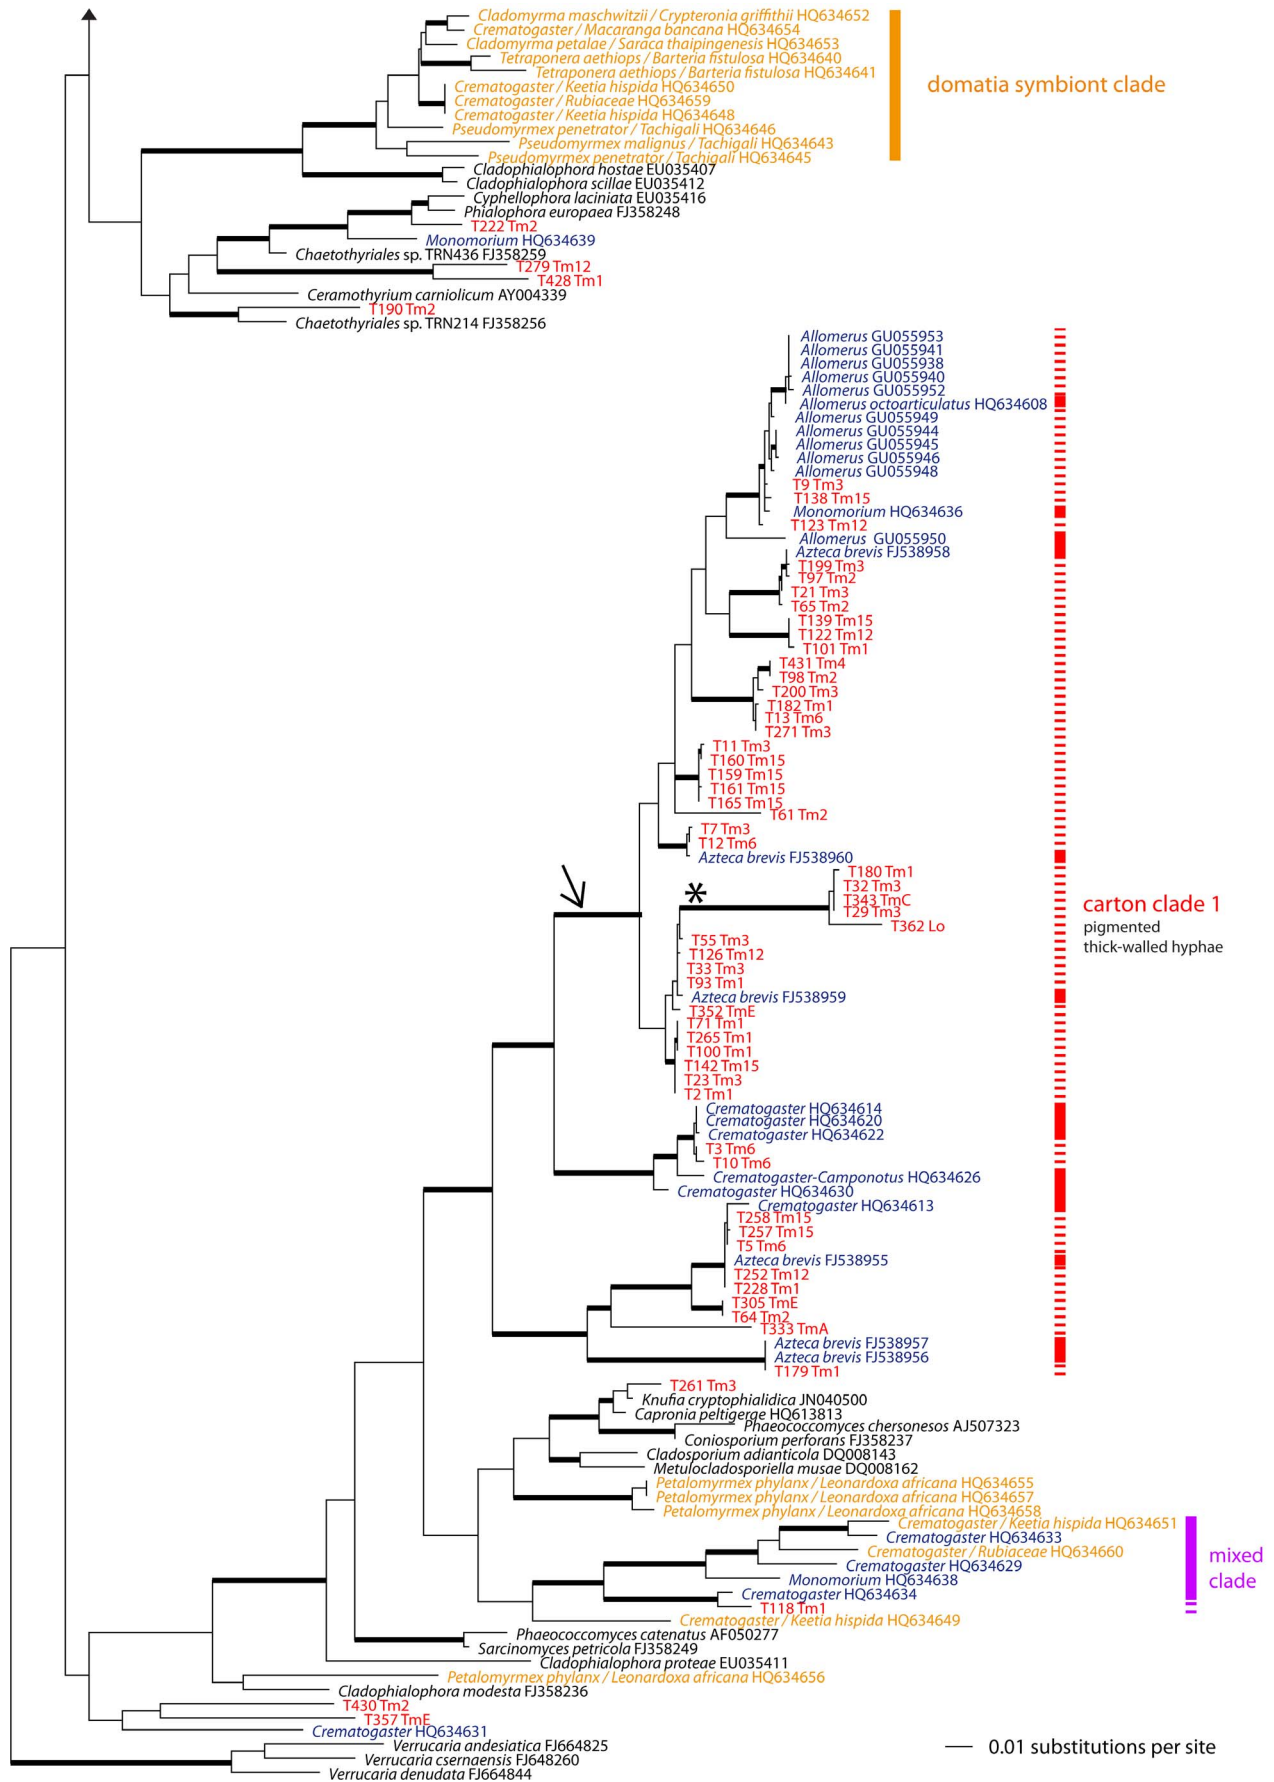 Cladomyrma maschwitzii / Crypteronia griffithii HQ634652
Crematogaster / Macaranga bancana HQ634654
Cladomyrma petalae / Saraca thaipingenesis HQ634653
Tetraponera aethiops / Barteria fistulosa HQ634640
Tetraponera aethiops / Barteria fistulosa HQ634641
domatia symbiont clade
Crematogaster / Keetia hispida HQ634650
Crematogaster / Rubiaceae HQ634659
Crematogaster / Keetia hispida HQ634648
Pseudomyrmex penetrator / Tachigali HQ634646
Pseudomyrmex malignus / Tachigali HQ634643
Pseudomyrmex penetrator / Tachigali HQ634645
Cladophialophora hostae EU035407
Cladophialophora scillae EU035412
Cyphellophora laciniata EU035416
Phialophora europaea FJ358248
T222 Tm2
Monomorium HQ634639
Chaetothyriales sp. TRN436 FJ358259
T279 Tm12
T428 Tm1
Ceramothyrium carniolicum AY004339
T190 Tm2
Chaetothyriales sp. TRN214 FJ358256
Allomerus GU055953
Allomerus GU055941
Allomerus GU055938
Allomerus GU055940
Allomerus GU055952
Allomerus octoarticulatus HQ634608
Allomerus GU055949
Allomerus GU055944
Allomerus GU055945
Allomerus GU055946
Allomerus GU055948
T9 Tm3
T138 Tm15
Monomorium HQ634636
T123 Tm12
Allomerus GU055950
Azteca brevis FJ538958
T199 Tm3
T97 Tm2
T21 Tm3
T65 Tm2
T139 Tm15
T122 Tm12
T101 Tm1
T431 Tm4
T98 Tm2
T200 Tm3
T182 Tm1
T13 Tm6
T271 Tm3
T11 Tm3
T160 Tm15
T159 Tm15
T161 Tm15
T165 Tm15
T61 Tm2
T7 Tm3
T12 Tm6
Azteca brevis FJ538960
T180 Tm1
T32 Tm3
*
T343 TmC
carton clade 1
T29 Tm3
T362 Lo
pigmented
T55 Tm3
thick-walled hyphae
T126 Tm12
T33 Tm3
T93 Tm1
Azteca brevis FJ538959
T352 TmE
T71 Tm1
T265 Tm1
T100 Tm1
T142 Tm15
T23 Tm3
T2 Tm1
Crematogaster HQ634614
Crematogaster HQ634620
Crematogaster HQ634622
T3 Tm6
T10 Tm6
Crematogaster-Camponotus HQ634626
Crematogaster HQ634630
Crematogaster HQ634613
T258 Tm15
T257 Tm15
T5 Tm6
Azteca brevis FJ538955
T252 Tm12
T228 Tm1
T305 TmE
T64 Tm2
T333 TmA
Azteca brevis FJ538957
Azteca brevis FJ538956
T179 Tm1
T261 Tm3
Knufia cryptophialidica JN040500
Capronia peltigerae HQ613813
Phaeococcomyces chersonesos AJ507323
Coniosporium perforans FJ358237
Cladosporium adianticola DQ008143
Metulocladosporiella musae DQ008162
Petalomyrmex phylanx / Leonardoxa africana HQ634655
Petalomyrmex phylanx / Leonardoxa africana HQ634657
Petalomyrmex phylanx / Leonardoxa africana HQ634658
Crematogaster / Keetia hispida HQ634651
Crematogaster HQ634633
Crematogaster / Rubiaceae HQ634660
mixed
Crematogaster HQ634629
Monomorium HQ634638
clade
Crematogaster HQ634634
T118 Tm1
Crematogaster / Keetia hispida HQ634649
Phaeococcomyces catenatus AF050277
Sarcinomyces petricola FJ358249
Cladophialophora proteae EU035411
Petalomyrmex phylanx / Leonardoxa africana HQ634656
Cladophialophora modesta FJ358236
T430 Tm2
T357 TmE
Crematogaster HQ634631
Verrucaria andesiatica FJ664825
0.01 substitutions per site
Verrucaria csernaensis FJ648260
Verrucaria denudata FJ664844